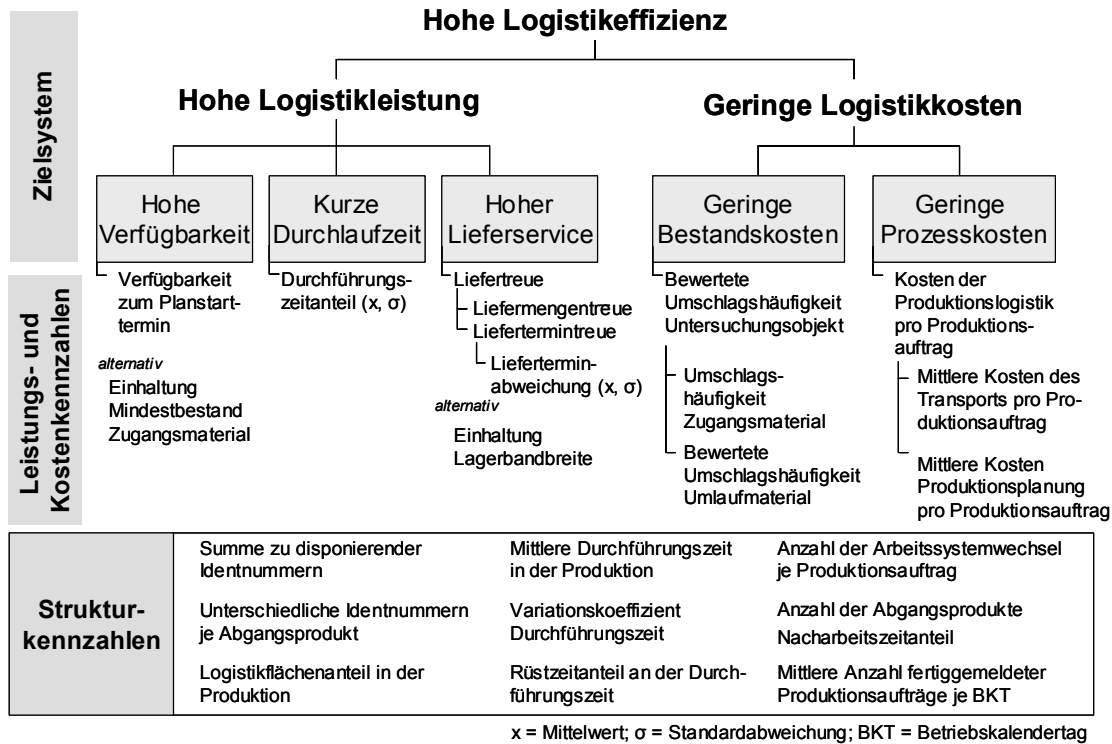 Hohe Logistikeffizienz
Zielsystem
Hohe Logistikleistung
Geringe Logistikkosten
Hohe
Verfügbarkeit
Kurze
Durchlaufzeit
Hoher
Lieferservice
Geringe
Bestandskosten
Geringe
Prozesskosten
Leistungs- und
Kostenkennzahlen
Verfügbarkeit
zum Planstart-
termin
alternativ
Einhaltung
Mindestbestand
Zugangsmaterial
Durchführungs-
zeitanteil (x, σ)
Liefertreue
Liefermengentreue
Liefertermintreue
Liefertermin-
abweichung (x, σ)
alternativ
Einhaltung
Lagerbandbreite
Bewertete
Umschlagshäufigkeit
Untersuchungsobjekt
Umschlags-
häufigkeit
Zugangsmaterial
Bewertete
Umschlagshäufigkeit
Umlaufmaterial
Kosten der
Produktionslogistik
pro Produktions-
auftrag
Mittlere Kosten des
Transports pro Pro-
duktionsauftrag
Mittlere Kosten
Produktionsplanung
pro Produktionsauftrag
Struktur-
kennzahlen
Summe zu disponierender
Identnummern
Unterschiedliche Identnummern
je Abgangsprodukt
Logistikflächenanteil in der
Produktion
Mittlere Durchführungszeit
in der Produktion
Variationskoeffizient
Durchführungszeit
Rüstzeitanteil an der Durch-
führungszeit
Anzahl der Arbeitssystemwechsel
je Produktionsauftrag
Anzahl der Abgangsprodukte
Nacharbeitszeitanteil
Mittlere Anzahl fertiggemeldeter
Produktionsaufträge je BKT
x = Mittelwert; σ = Standardabweichung; BKT = Betriebskalendertag